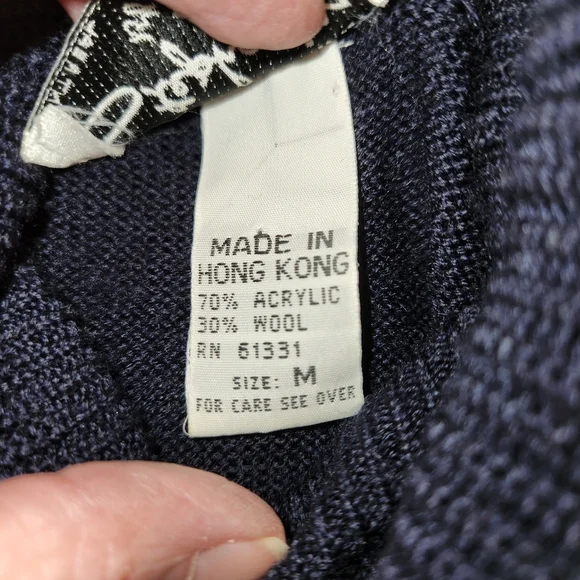 MADE IN
HONG KONG
70% ACRYLIC
30% WOOL
RN 61331
SIZE: M
FOR CARE SEE OVER